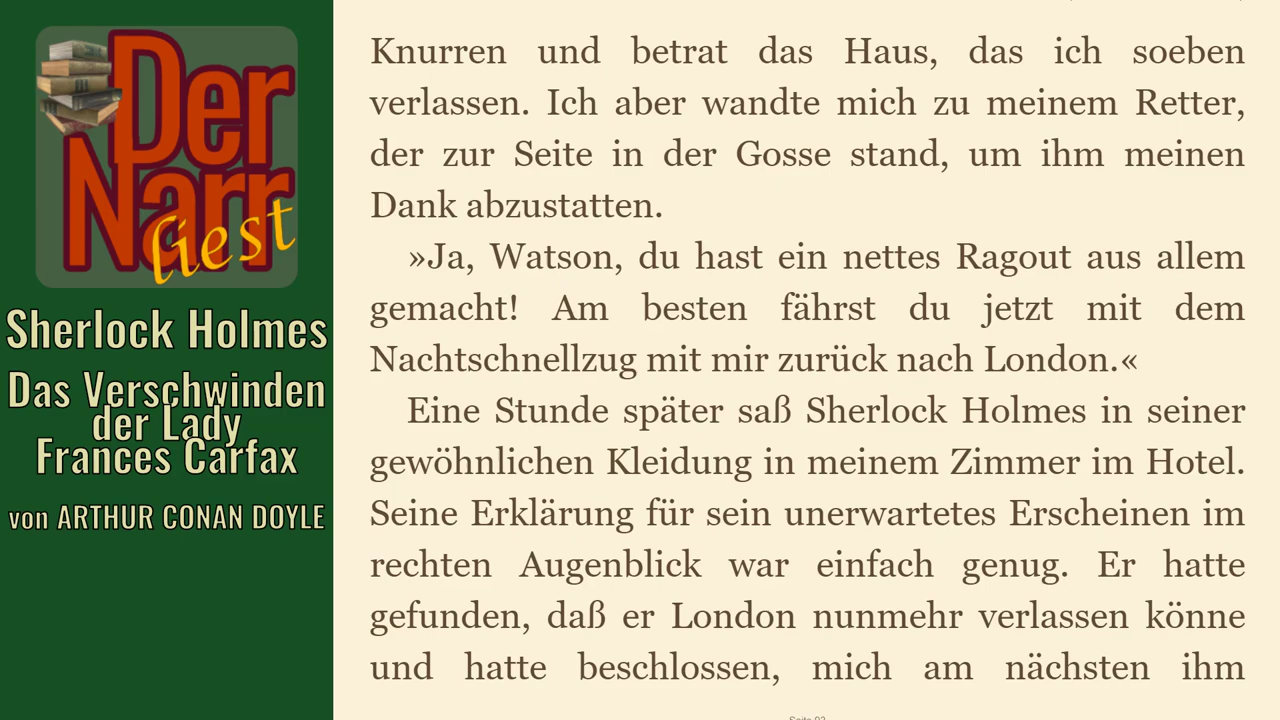 Der
Narr
liest
Sherlock Holmes
Das Verschwinden
der Lady
Frances Carfax
von ARTHUR CONAN DOYLE
Knurren und betrat das Haus, das ich soeben
verlassen. Ich aber wandte mich zu meinem Retter,
der zur Seite in der Gosse stand, um ihm meinen
Dank abzustatten.
»Ja, Watson, du hast ein nettes Ragout aus allem
gemacht! Am besten fährst du jetzt mit dem
Nachtschnellzug mit mir zurück nach London.«
Eine Stunde später saß Sherlock Holmes in seiner
gewöhnlichen Kleidung in meinem Zimmer im Hotel.
Seine Erklärung für sein unerwartetes Erscheinen im
rechten Augenblick war einfach genug. Er hatte
gefunden, daß er London nunmehr verlassen könne
und hatte beschlossen, mich am nächsten ihm